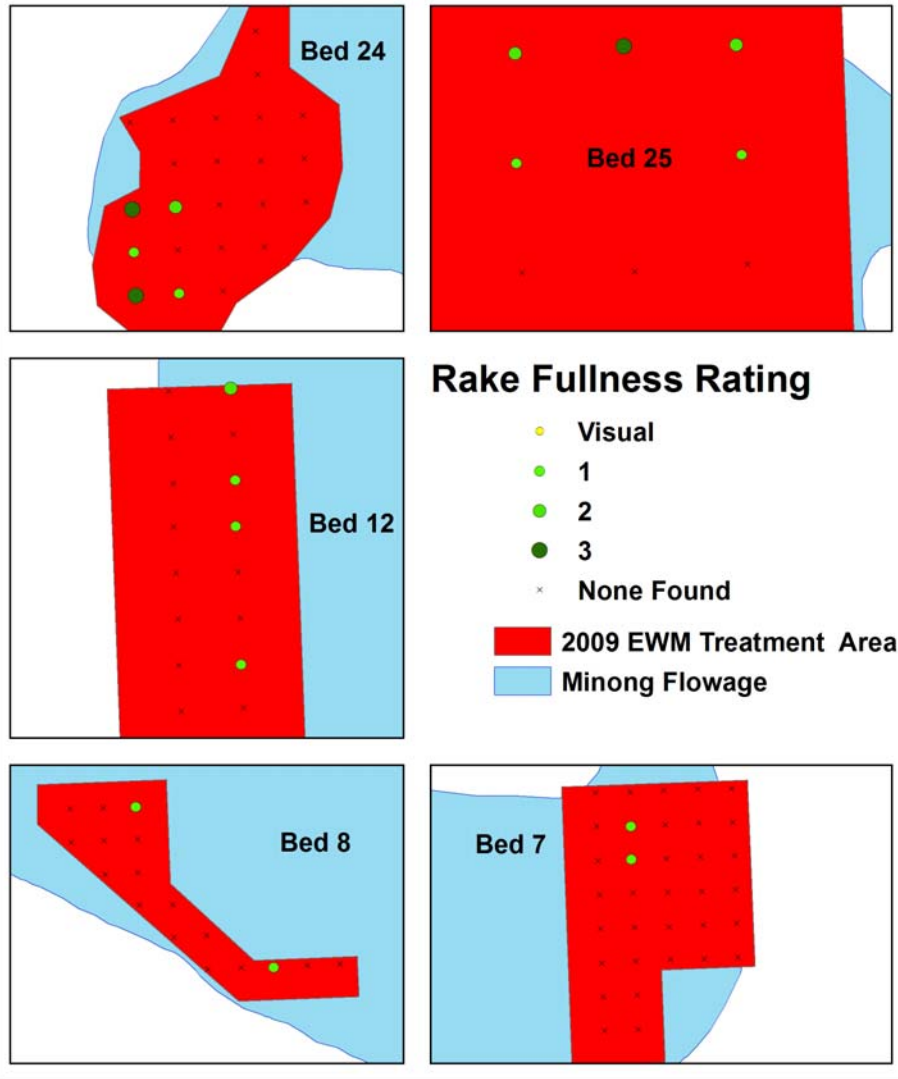 Bed 24
Bed 25
Rake Fullness Rating
Visual
1
2
3
None Found
2009 EWM Treatment Area
Minong Flowage
Bed 12
Bed 8
Bed 7